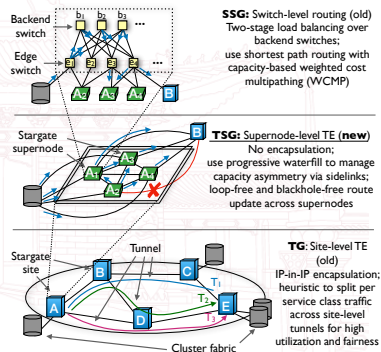 Backend switch
b₁ b₂ b₃ ...
SSG: Switch-level routing (old)
Two-stage load balancing over
backend switches;
use shortest path routing with
capacity-based weighted cost
multipathing (WCMP)
Edge switch
...
B
Stargate supernode
B
TSG: Supernode-level TE (new)
No encapsulation;
use progressive waterfill to manage
capacity asymmetry via sidelinks;
loop-free and blackhole-free route
update across supernodes
Stargate site
Tunnel
TG: Site-level TE
(old)
IP-in-IP encapsulation;
heuristic to split per
service class traffic
across site-level
tunnels for high
utilization and fairness
B
C
T₁
A
T₂
E
D
T₃
Cluster fabric